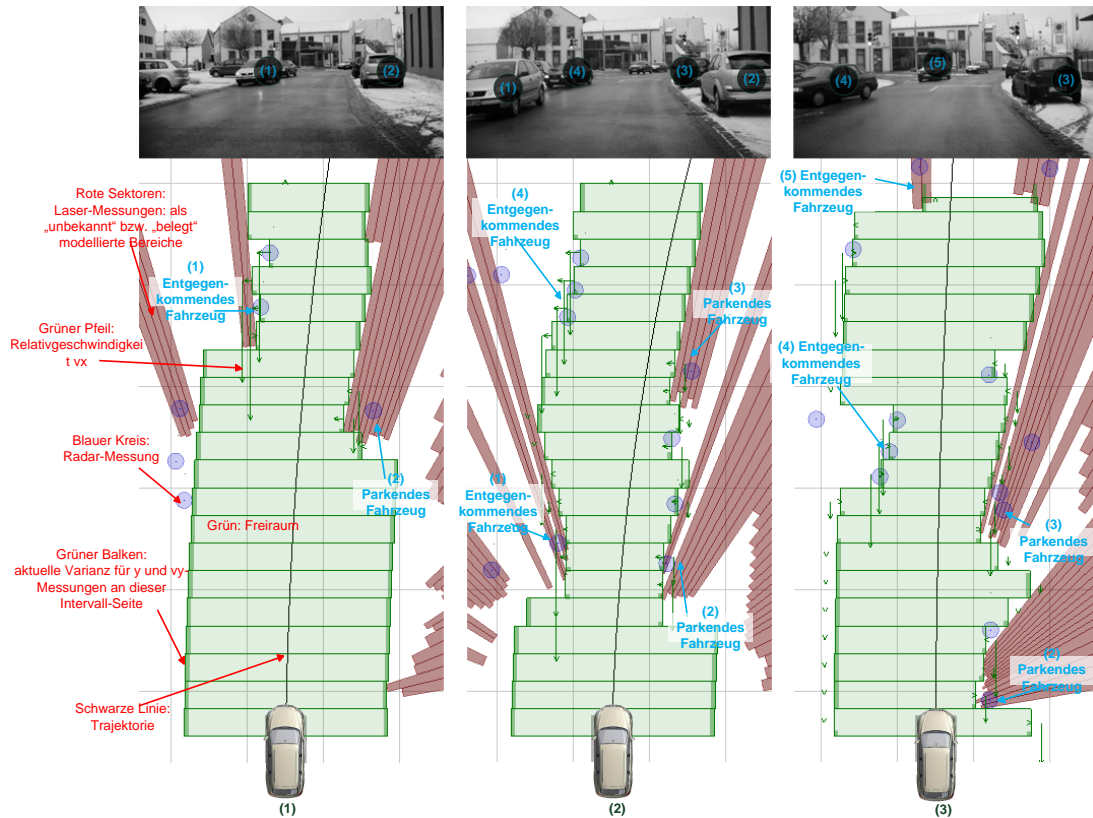 (1)
(2)
(1)
(4)
(3)
(2)
(4)
(5)
(3)
Rote Sektoren:
Laser-Messungen: als
„unbekannt“ bzw. „belegt“
modellierte Bereiche
(1)
Entgegen-
kommendes
Fahrzeug
Grüner Pfeil:
Relativgeschwindigkei
t vx
Blauer Kreis:
Radar-Messung
(2)
Parkendes
Fahrzeug
Grün: Freiraum
Grüner Balken:
aktuelle Varianz für y und vy-
Messungen an dieser
Intervall-Seite
Schwarze Linie:
Trajektorie
(1)
(4)
Entgegen-
kommendes
Fahrzeug
(3)
Parkendes
Fahrzeug
(1)
Entgegen-
kommendes
Fahrzeug
(2)
Parkendes
Fahrzeug
(2)
(5) Entgegen-
kommendes
Fahrzeug
(4) Entgegen-
kommendes
Fahrzeug
(3)
Parkendes
Fahrzeug
(2)
Parkendes
Fahrzeug
(3)